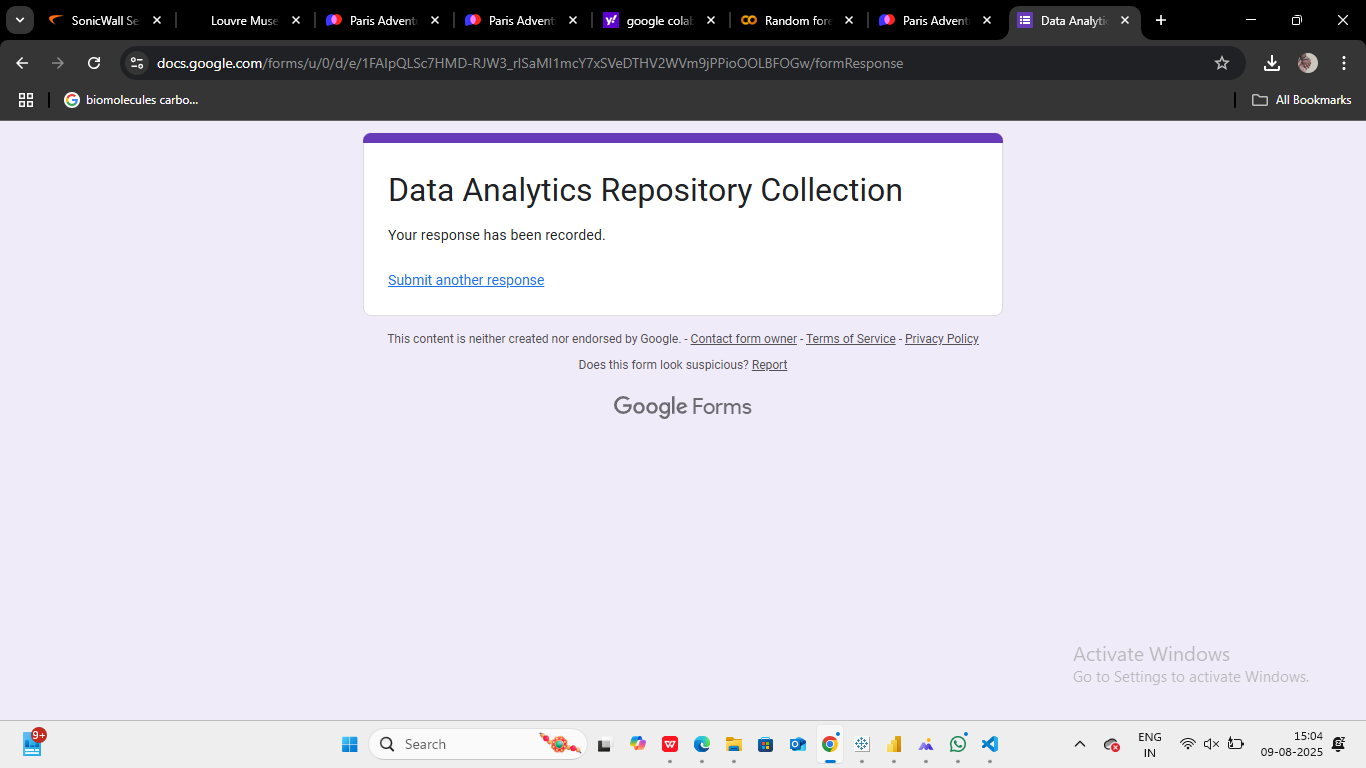 SonicWall Se
Louvre Muse
Paris Advent
Paris Advent
google colab
Random fore
Paris Advent
Data Analytic
docs.google.com/forms/u/0/d/e/1FAIpQLSc7HMD-RJW3_rlSaMI1mcY7xSVeDTHV2WVm9jPPioOOLBFOGw/formResponse
biomolecules carbo...
All Bookmarks
Data Analytics Repository Collection
Your response has been recorded.
Submit another response
This content is neither created nor endorsed by Google. - Contact form owner - Terms of Service - Privacy Policy
Does this form look suspicious? Report
Google Forms
Activate Windows
Go to Settings to activate Windows.
9+
Search
ENG
IN
15:04
09-08-2025